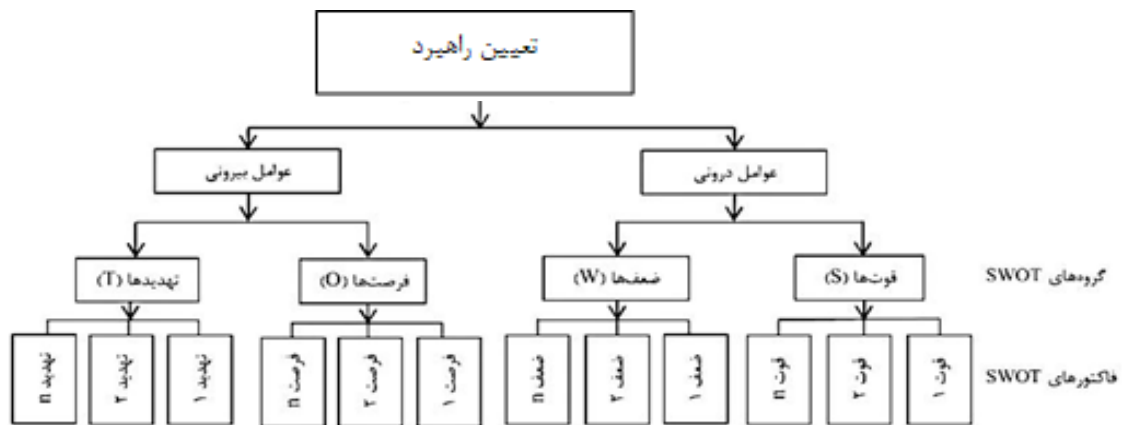 تعیین راهبرد
عوامل درونی
عوامل بیرونی
گروه‌های SWOT
قوت‌ها (S)
ضعف‌ها (W)
فرصت‌ها (O)
تهدیدها (T)
فاکتورهای SWOT
قوت ۱
قوت ۲
قوت n
ضعف ۱
ضعف ۲
ضعف n
فرصت ۱
فرصت ۲
فرصت n
تهدید ۱
تهدید ۲
تهدید n